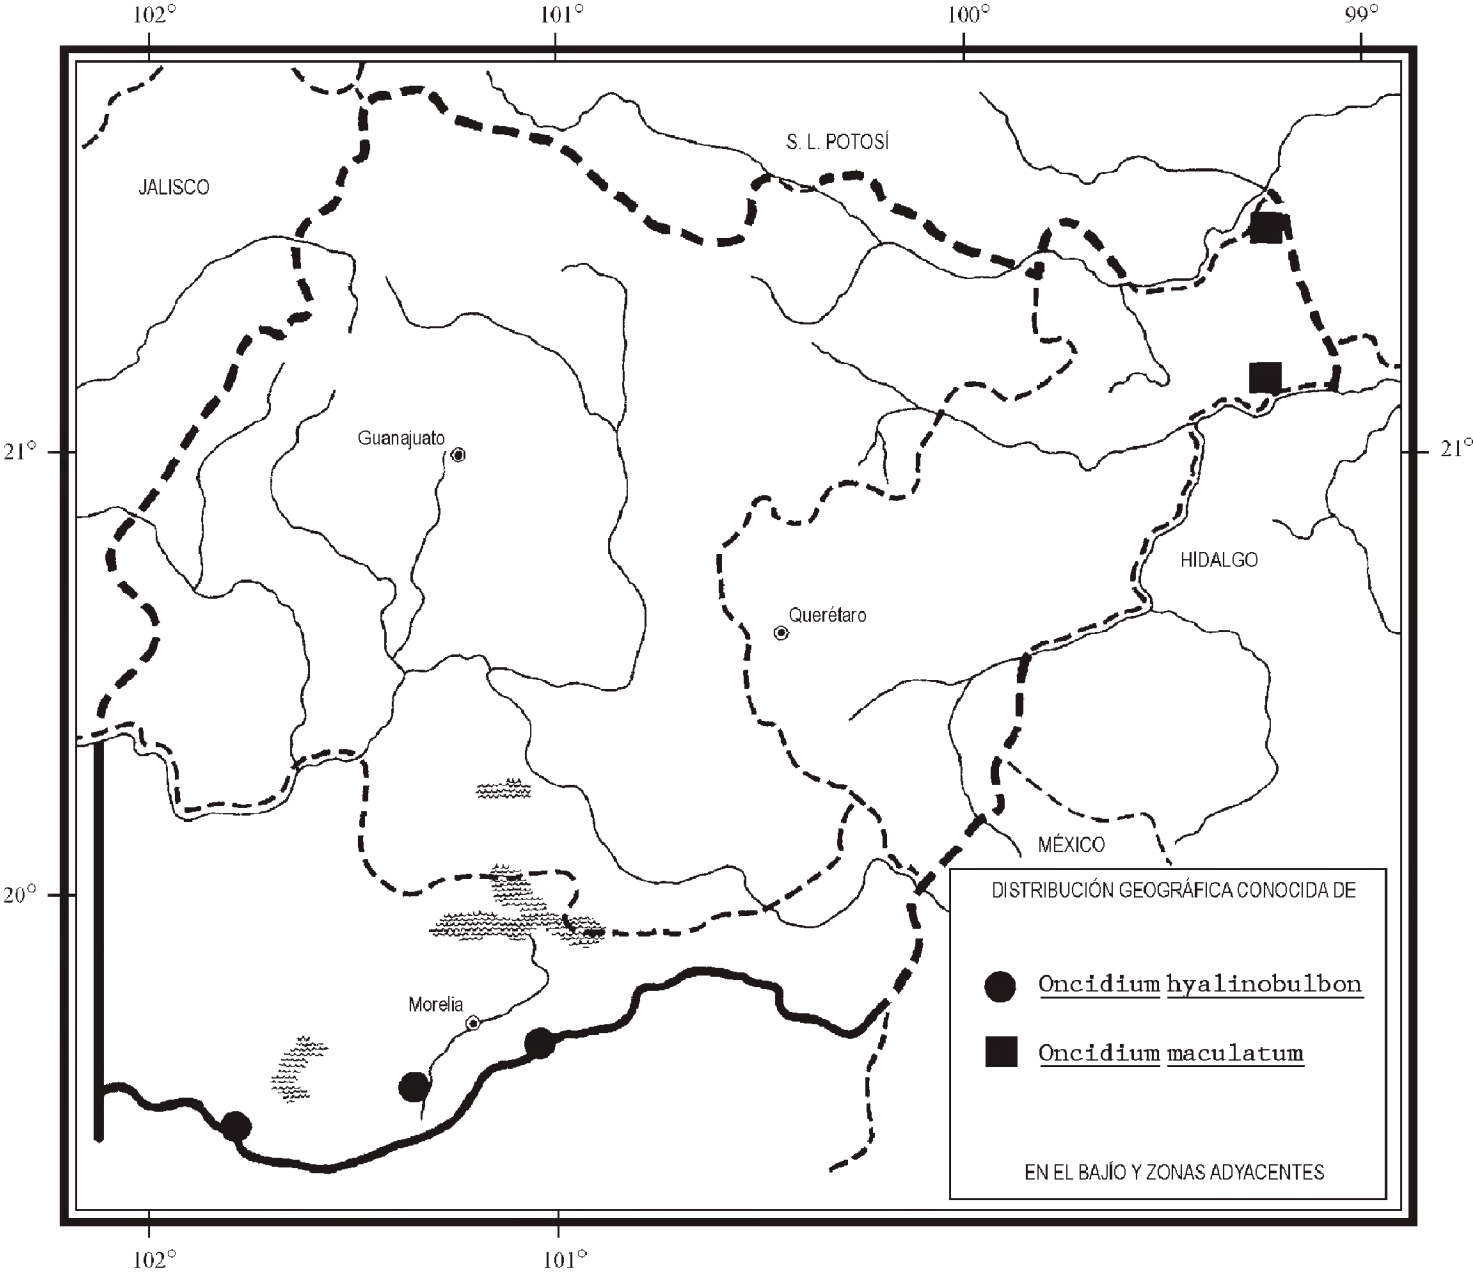 102° 101° 100° 99°
S. L. POTOSÍ
JALISCO
Guanajuato
21° 21°
HIDALGO
Querétaro
MÉXICO
20°
DISTRIBUCIÓN GEOGRÁFICA CONOCIDA DE
Oncidium hyalinobulbon
Morelia
Oncidium maculatum
EN EL BAJÍO Y ZONAS ADYACENTES
102° 101°